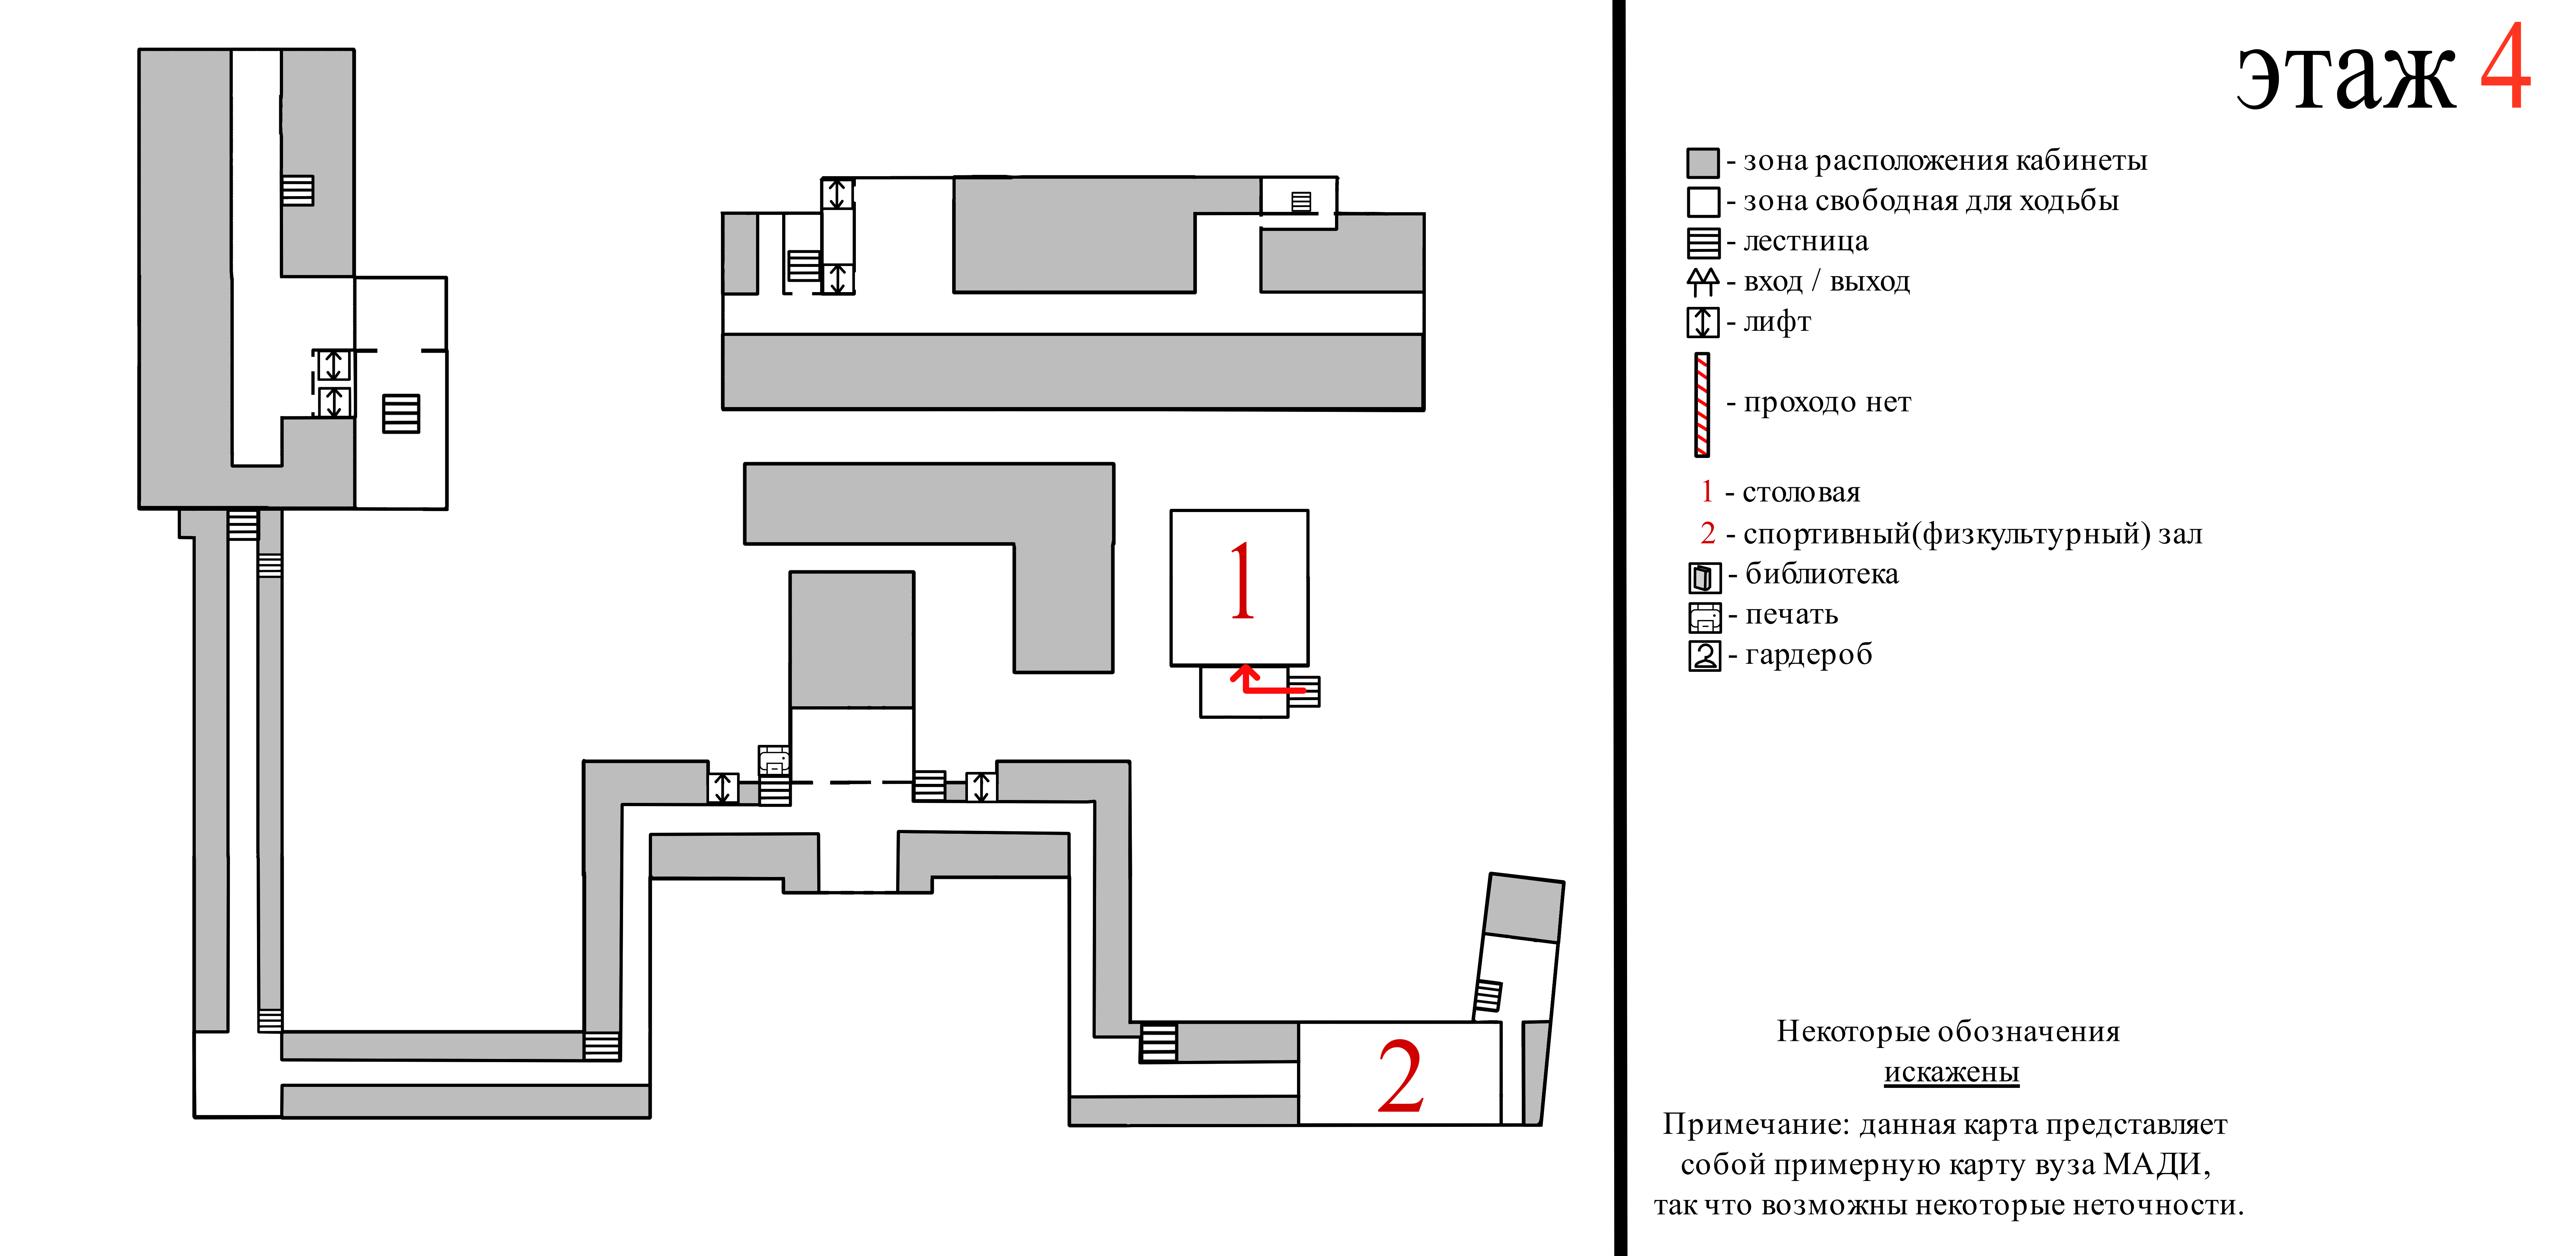 этаж 4
- зона расположения кабинеты
- зона свободная для ходьбы
- лестница
- вход / выход
- лифт
- проходо нет
1 - столовая
2 - спортивный(физкультурный) зал
- библиотека
- печать
- гардероб
1
2
Некоторые обозначения
искажены
Примечание: данная карта представляет
собой примерную карту вуза МАДИ,
так что возможны некоторые неточности.